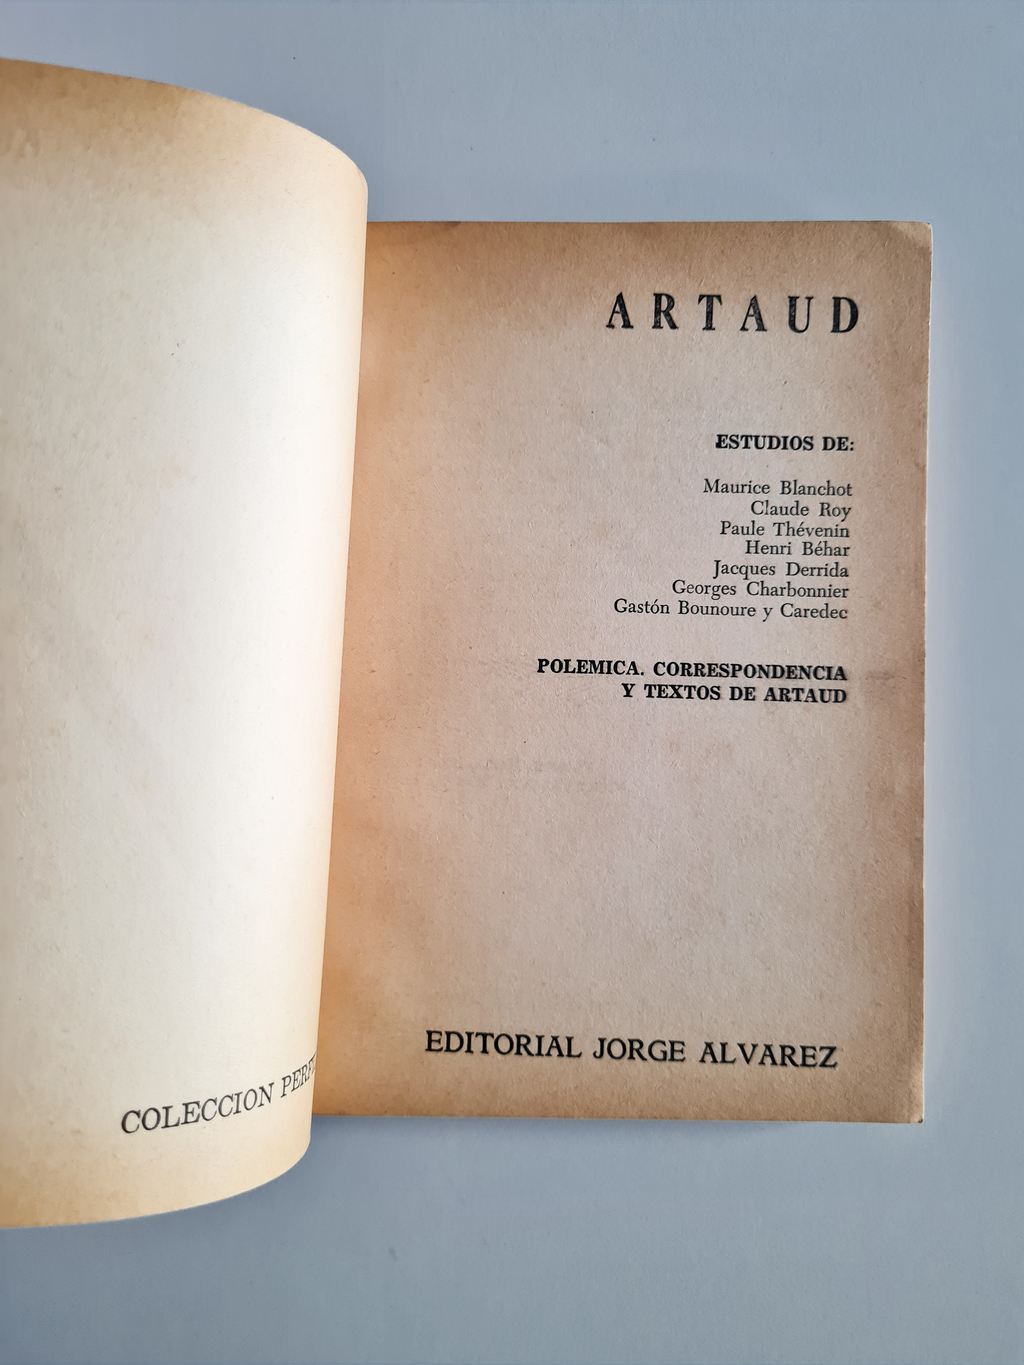 COLECCION
ARTAUD
ESTUDIOS DE:
Maurice Blanchot
Claude Roy
Paule Thévenin
Henri Béhar
Jacques Derrida
Georges Charbonnier
Gastón Bounoure y Caredec
POLEMICA. CORRESPONDENCIA
Y TEXTOS DE ARTAUD
EDITORIAL JORGE ALVAREZ